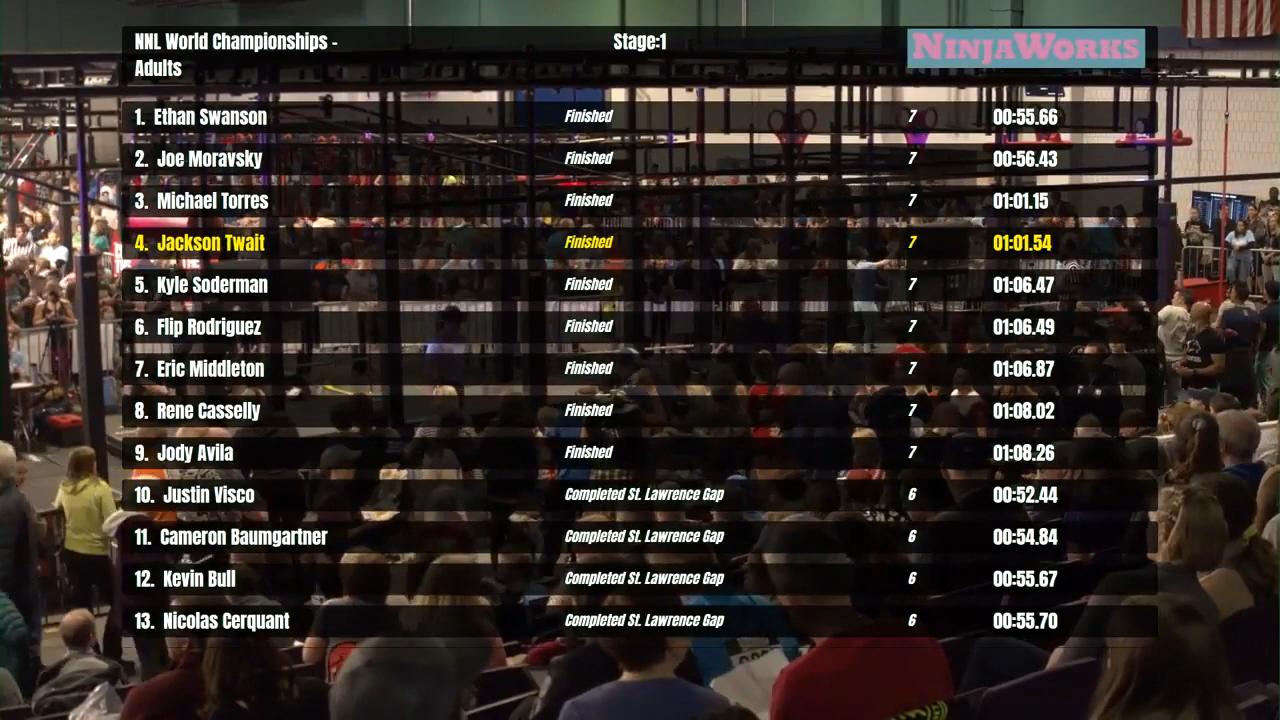 NNL World Championships - Stage:1 NINJAWORKS
Adults
1. Ethan Swanson Finished 7 00:55.66
2. Joe Moravsky Finished 7 00:56.43
3. Michael Torres Finished 7 01:01.15
4. Jackson Twait Finished 7 01:01.54
5. Kyle Soderman Finished 7 01:06.47
6. Flip Rodriguez Finished 7 01:06.49
7. Eric Middleton Finished 7 01:06.87
8. Rene Casselly Finished 7 01:08.02
9. Jody Avila Finished 7 01:08.26
10. Justin Visco Completed St. Lawrence Gap 6 00:52.44
11. Cameron Baumgartner Completed St. Lawrence Gap 6 00:54.84
12. Kevin Bull Completed St. Lawrence Gap 6 00:55.67
13. Nicolas Cerquant Completed St. Lawrence Gap 6 00:55.70